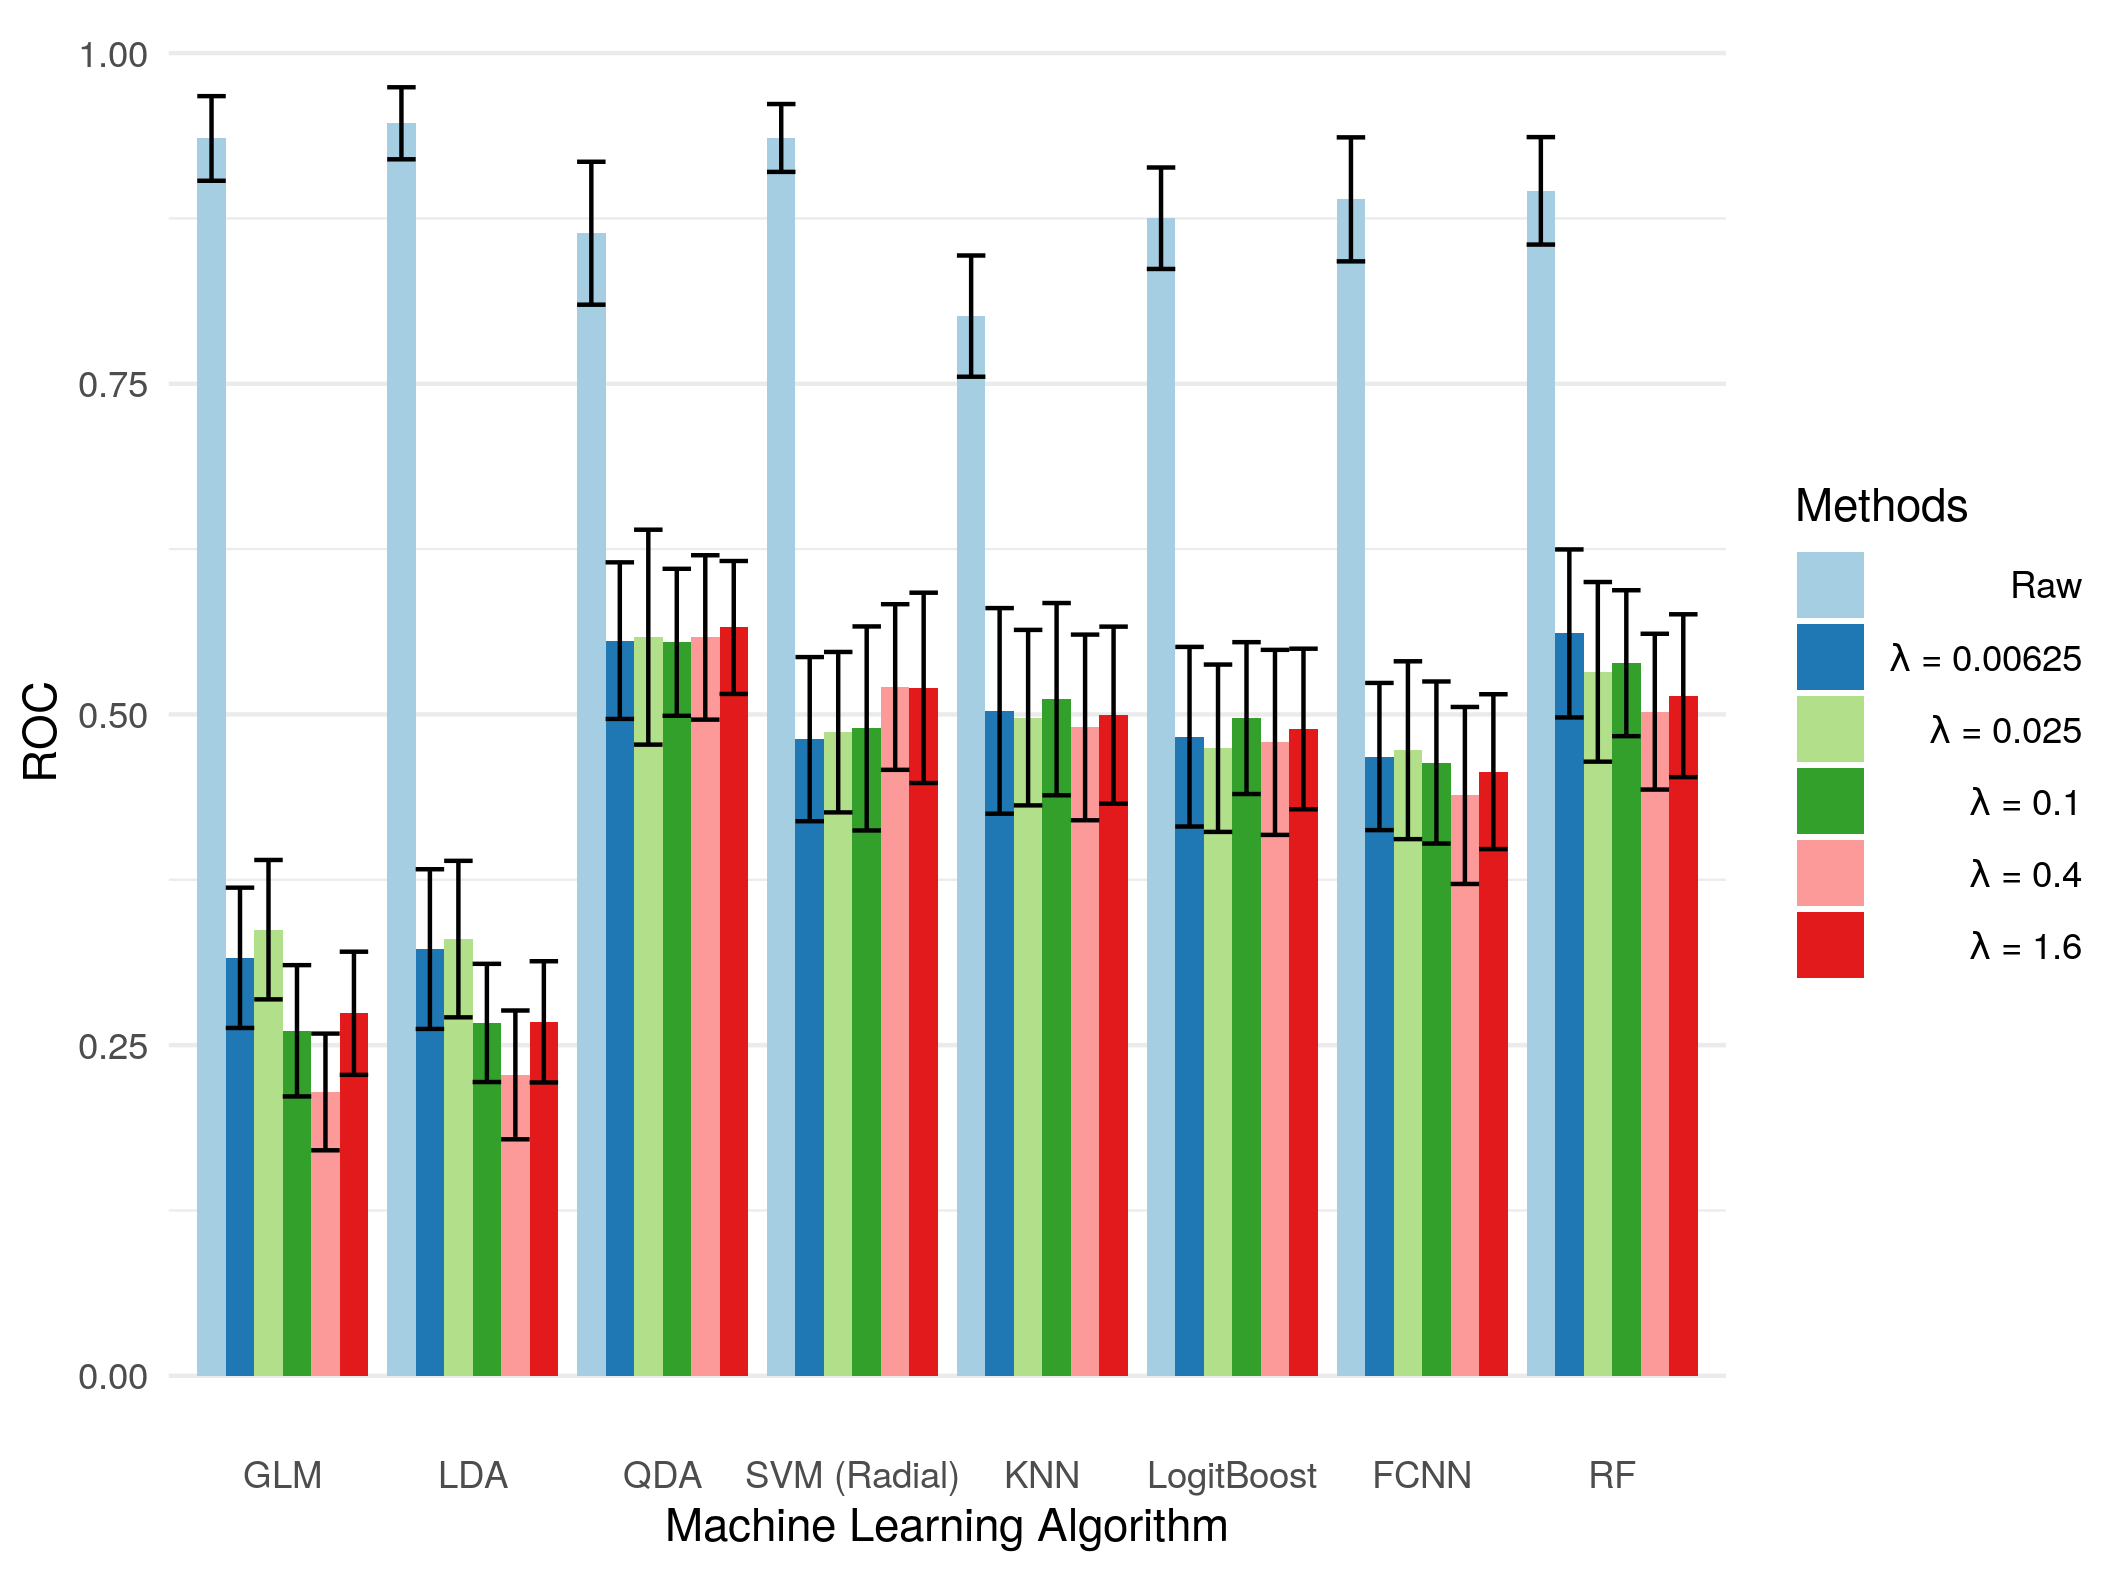 1.00
0.75
0.50
0.25
0.00
ROC
GLM LDA QDA SVM (Radial) KNN LogitBoost FCNN RF
Machine Learning Algorithm
Methods
Raw
λ = 0.00625
λ = 0.025
λ = 0.1
λ = 0.4
λ = 1.6